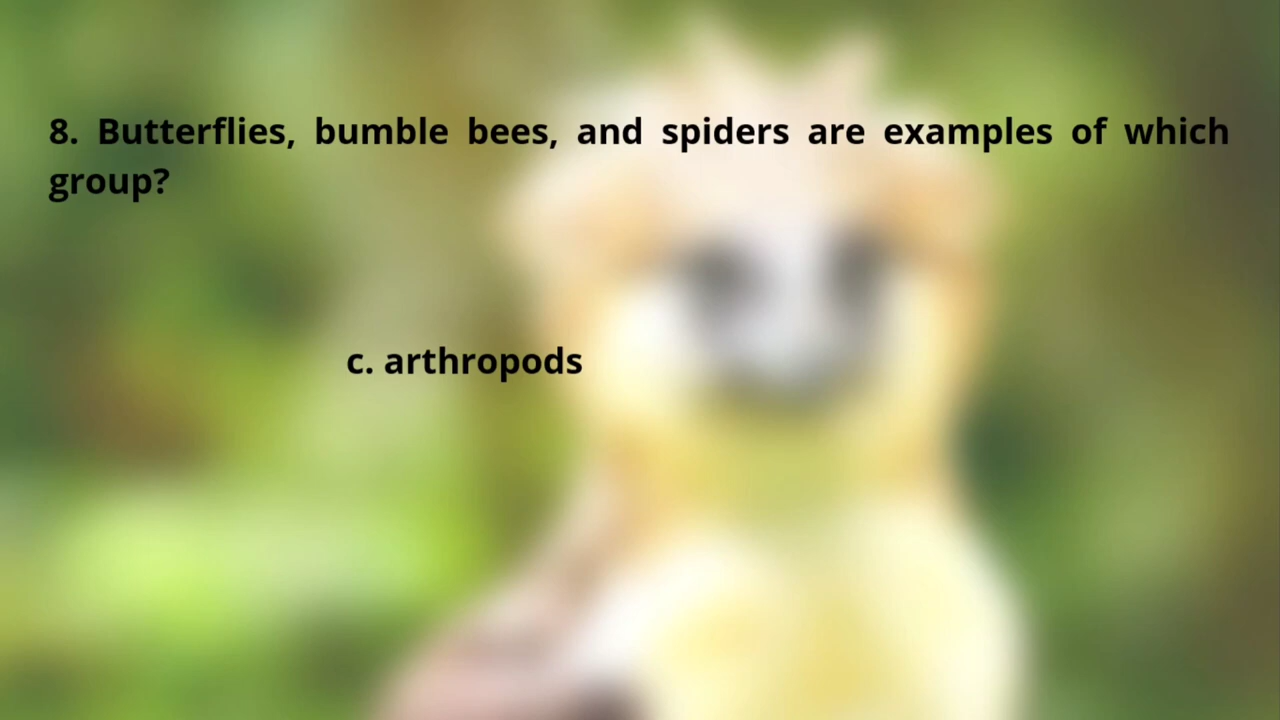 8. Butterflies, bumble bees, and spiders are examples of which
group?
c. arthropods